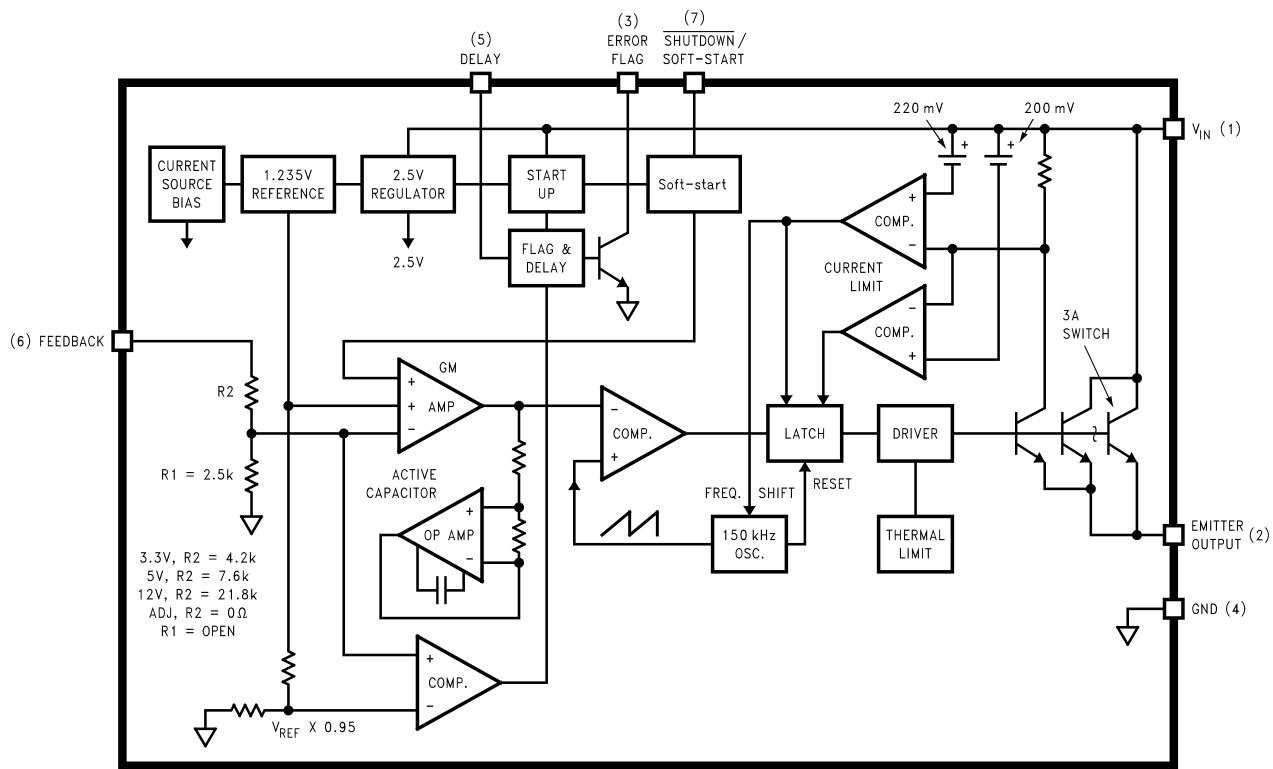 (5)
DELAY
(3)
ERROR
FLAG
(7)
SHUTDOWN/
SOFT-START
220 mV
200 mV
VIN (1)
CURRENT
SOURCE
BIAS
1.235V
REFERENCE
2.5V
REGULATOR
START
UP
Soft-start
2.5V
FLAG &
DELAY
+
+
+
COMP.
-
CURRENT
LIMIT
-
COMP.
+
3A
SWITCH
(6) FEEDBACK
R2
R1 = 2.5k
GM
+
+
AMP
-
-
COMP.
+
LATCH
DRIVER
ACTIVE
CAPACITOR
+
OP AMP
-
FREQ. SHIFT
RESET
150 kHz
OSC.
THERMAL
LIMIT
EMITTER
OUTPUT (2)
GND (4)
3.3V, R2 = 4.2k
5V, R2 = 7.6k
12V, R2 = 21.8k
ADJ, R2 = 0Ω
R1 = OPEN
+
COMP.
-
VREF X 0.95